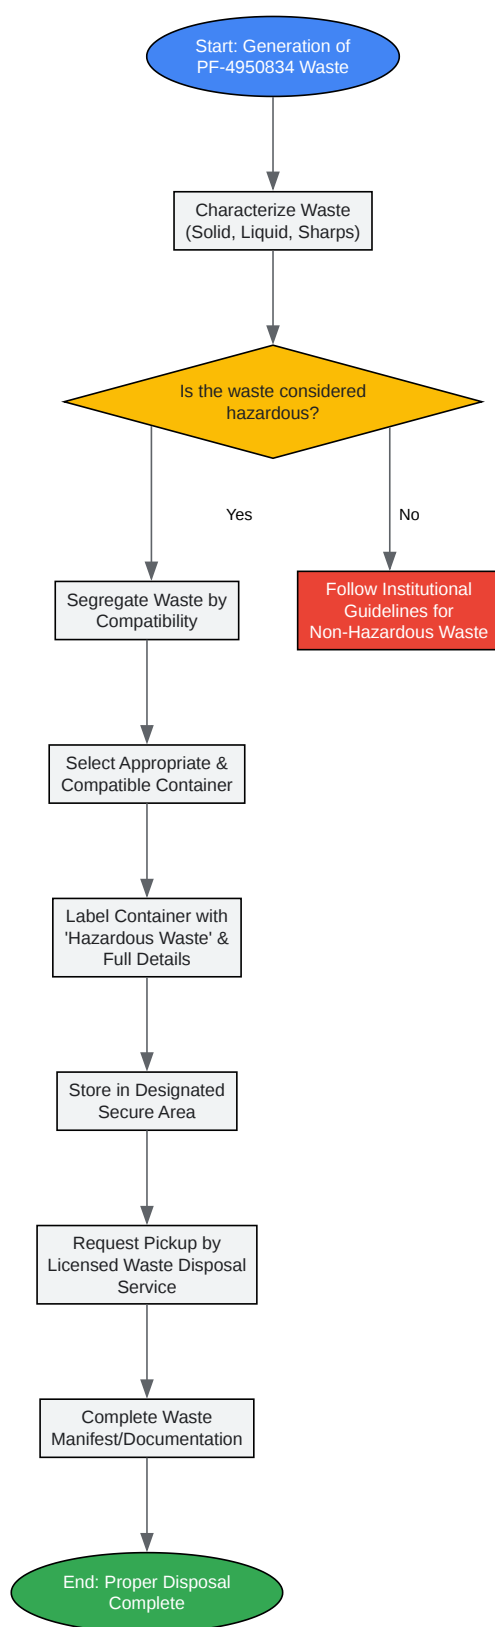 Start: Generation of
PF-4950834 Waste
Characterize Waste
(Solid, Liquid, Sharps)
Is the waste considered
hazardous?
Yes
No
Segregate Waste by
Compatibility
Follow Institutional
Guidelines for
Non-Hazardous Waste
Select Appropriate &
Compatible Container
Label Container with
'Hazardous Waste' &
Full Details
Store in Designated
Secure Area
Request Pickup by
Licensed Waste Disposal
Service
Complete Waste
Manifest/Documentation
End: Proper Disposal
Complete